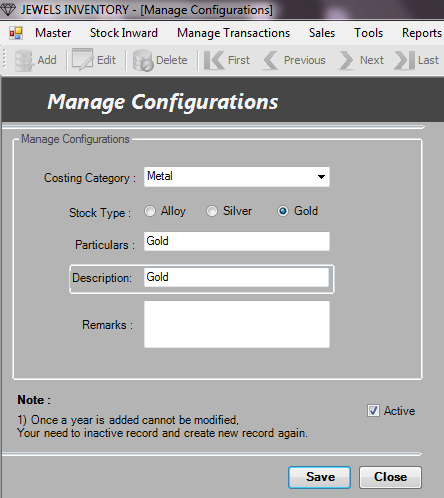 JEWELS INVENTORY - [Manage Configurations]
Master Stock Inward Manage Transactions Sales Tools Reports
Add Edit Delete First Previous Next Last
Manage Configurations
Manage Configurations
Costing Category : Metal
Stock Type : Alloy Silver Gold
Particulars : Gold
Description: Gold
Remarks :
Note :
1) Once a year is added cannot be modified,
Your need to inactive record and create new record again.
Active
Save Close